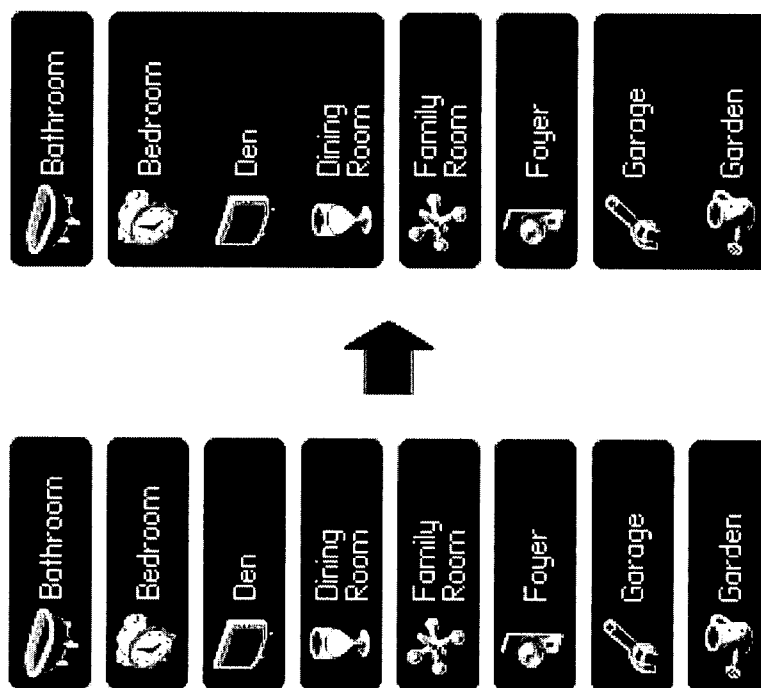 Bathroom
Bedroom
Den
Dining
Room
Family
Room
Foyer
Garage
Garden
Bathroom
Bedroom
Den
Dining
Room
Family
Room
Foyer
Garage
Garden